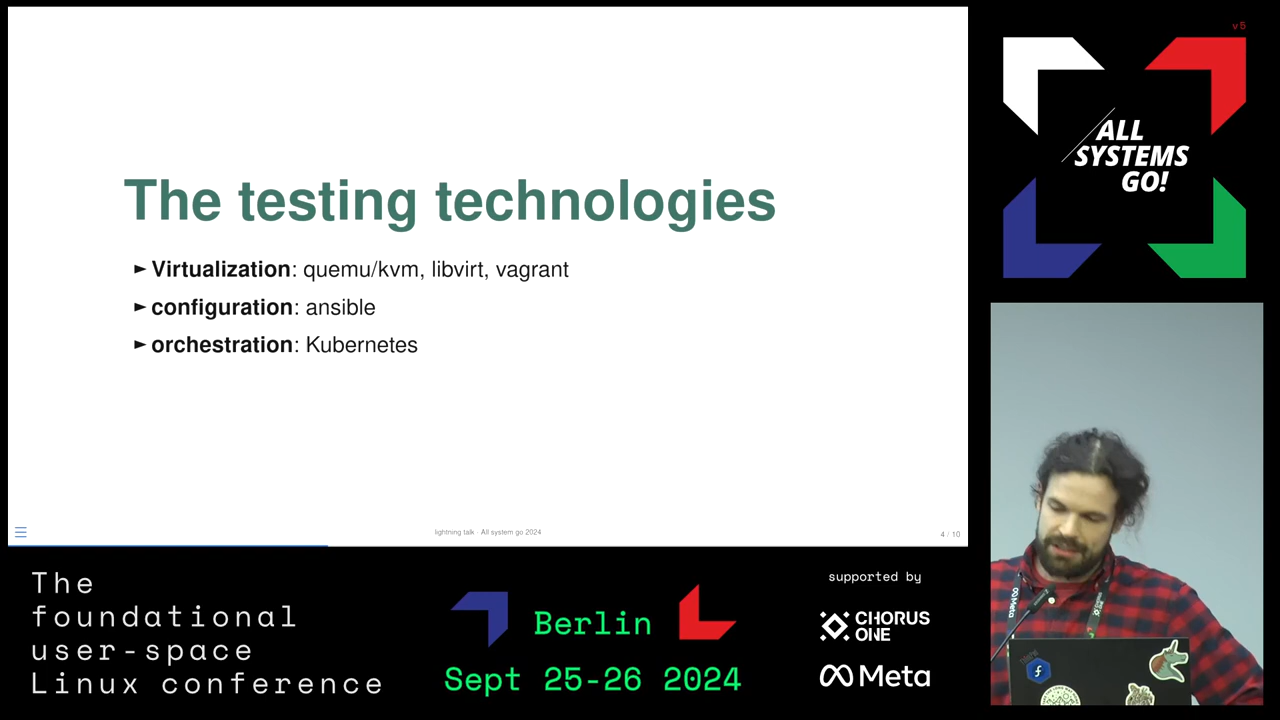 The testing technologies
► Virtualization: quemu/kvm, libvirt, vagrant
► configuration: ansible
► orchestration: Kubernetes
lightning talk · All system go 2024
4 / 10
v5
ALL
SYSTEMS
GO!
Meta
The
foundational
user-space
Linux conference
Berlin
Sept 25-26 2024
supported by
CHORUS
ONE
Meta